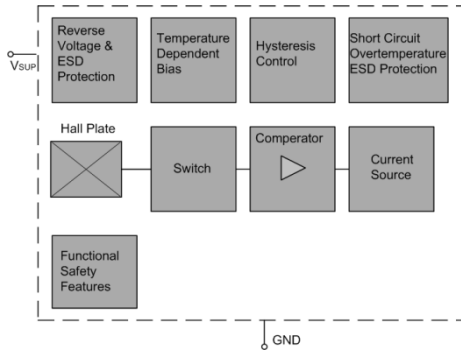 Reverse
Voltage &
ESD
Protection
Temperature
Dependent
Bias
Hysteresis
Control
Short Circuit
Overtemperature
ESD Protection
VSUP
Hall Plate
Switch
Comperator
Current
Source
Functional
Safety
Features
GND